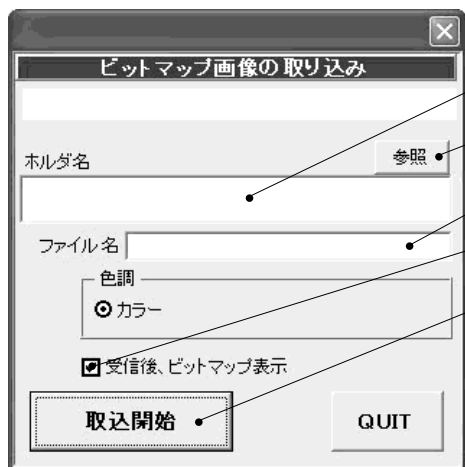 ビットマップ画像の取り込み
ホルダ名
参照
ファイル名
色調
カラー
受信後、ビットマップ表示
取込開始
QUIT